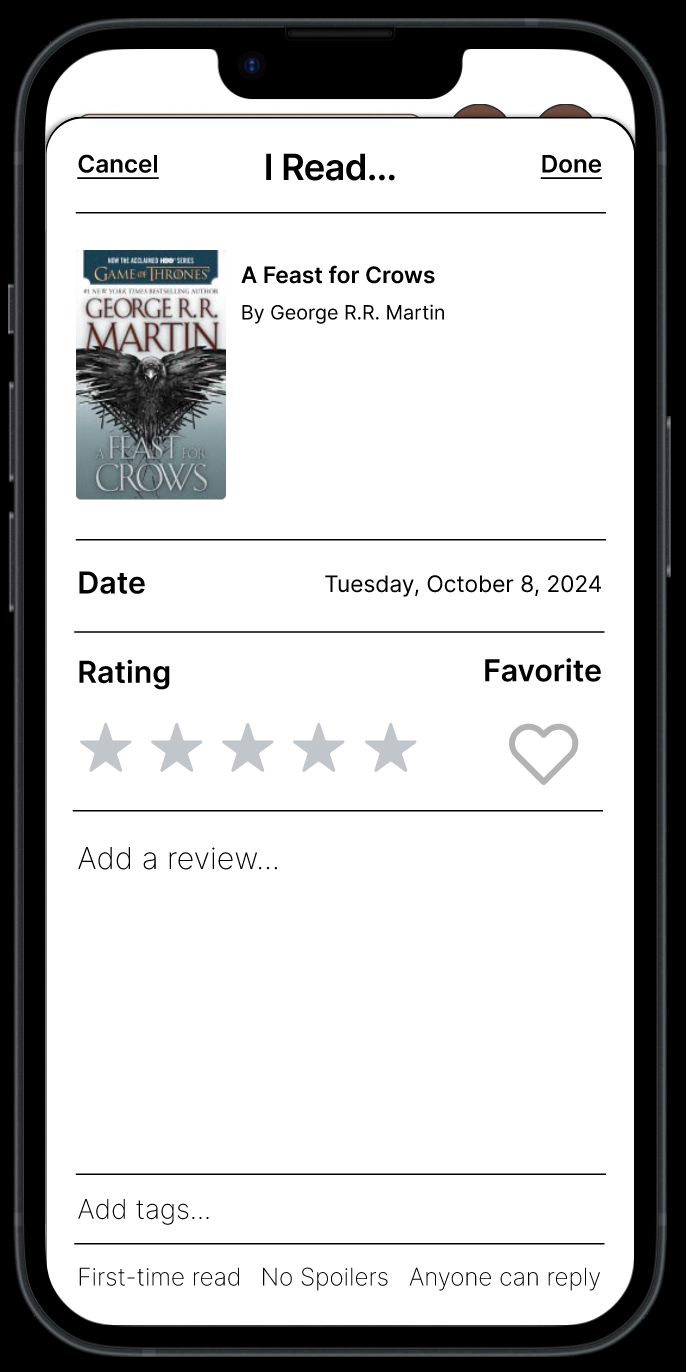 Cancel I Read... Done
NOW THE ACCLAIMED HBO® SERIES
GAME OF THRONES
#1 NEW YORK TIMES BESTSELLING AUTHOR
GEORGE R.R.
MARTIN
A FEAST FOR
CROWS
A Feast for Crows
By George R.R. Martin
Date Tuesday, October 8, 2024
Rating Favorite
Add a review...
Add tags...
First-time read No Spoilers Anyone can reply